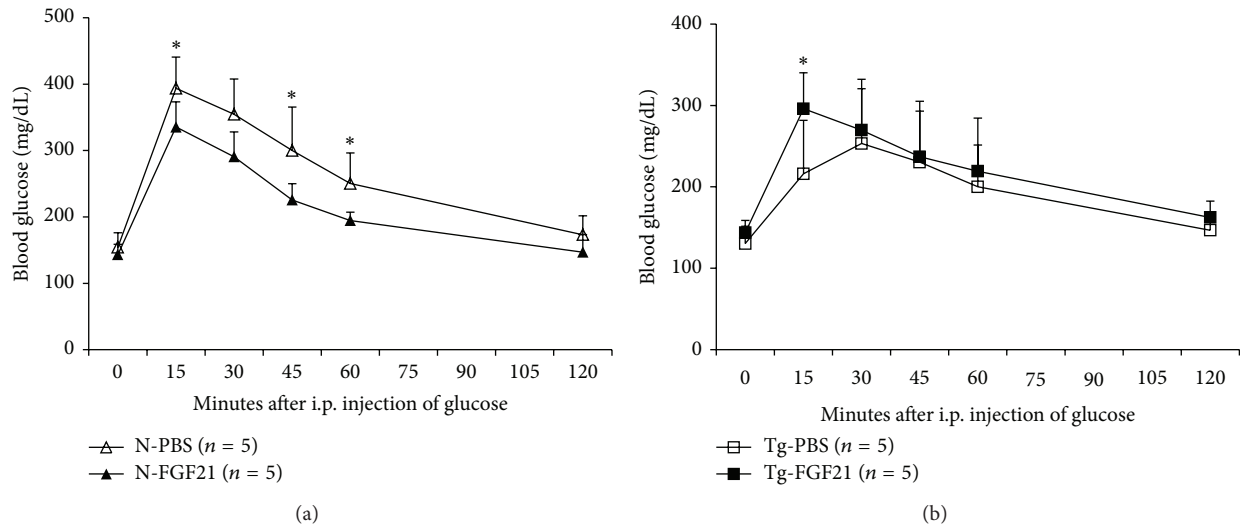 500
400
300
200
100
0
Blood glucose (mg/dL)
*
*
*
0 15 30 45 60 75 90 105 120
Minutes after i.p. injection of glucose
N-PBS (n = 5)
N-FGF21 (n = 5)
(a)
400
300
200
100
0
Blood glucose (mg/dL)
*
0 15 30 45 60 75 90 105 120
Minutes after i.p. injection of glucose
Tg-PBS (n = 5)
Tg-FGF21 (n = 5)
(b)